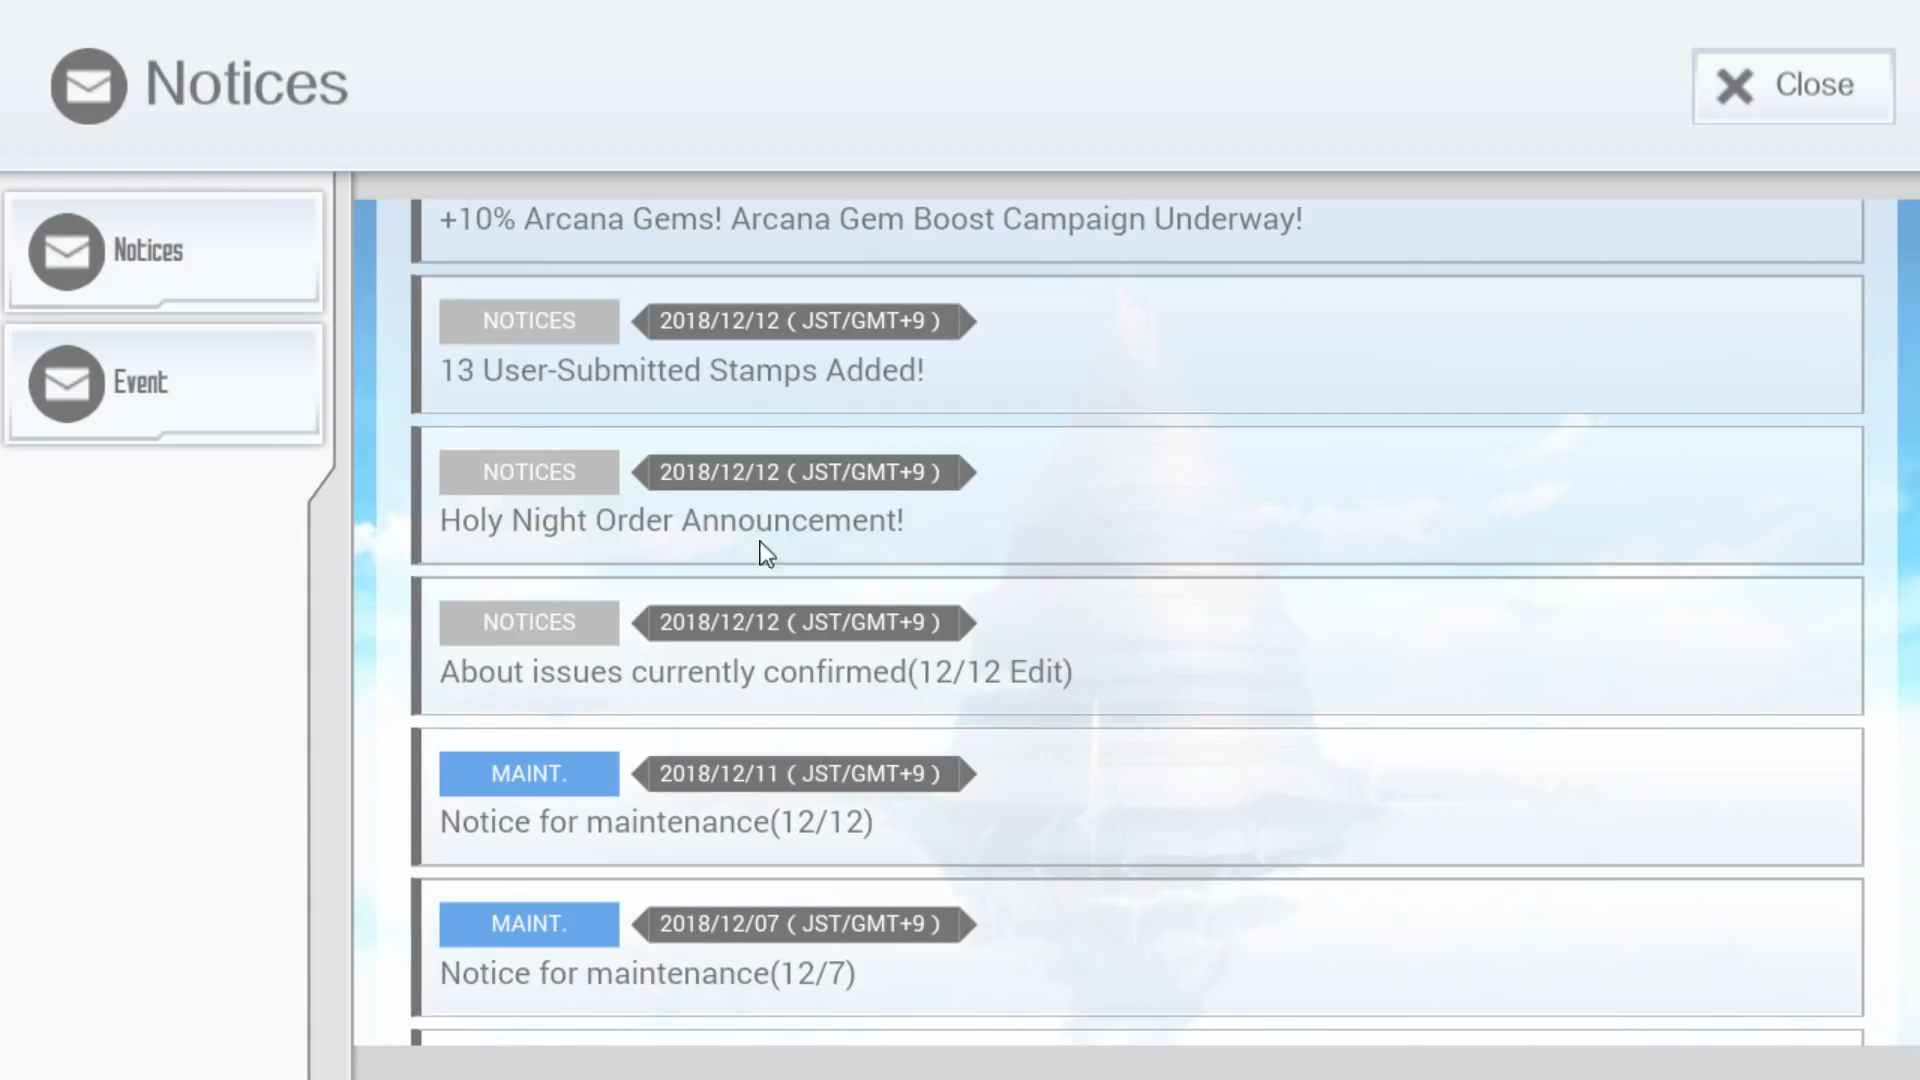 Notices
Close
Notices
Event
+10% Arcana Gems! Arcana Gem Boost Campaign Underway!
NOTICES 2018/12/12 ( JST/GMT+9 )
13 User-Submitted Stamps Added!
NOTICES 2018/12/12 ( JST/GMT+9 )
Holy Night Order Announcement!
NOTICES 2018/12/12 ( JST/GMT+9 )
About issues currently confirmed(12/12 Edit)
MAINT. 2018/12/11 ( JST/GMT+9 )
Notice for maintenance(12/12)
MAINT. 2018/12/07 ( JST/GMT+9 )
Notice for maintenance(12/7)